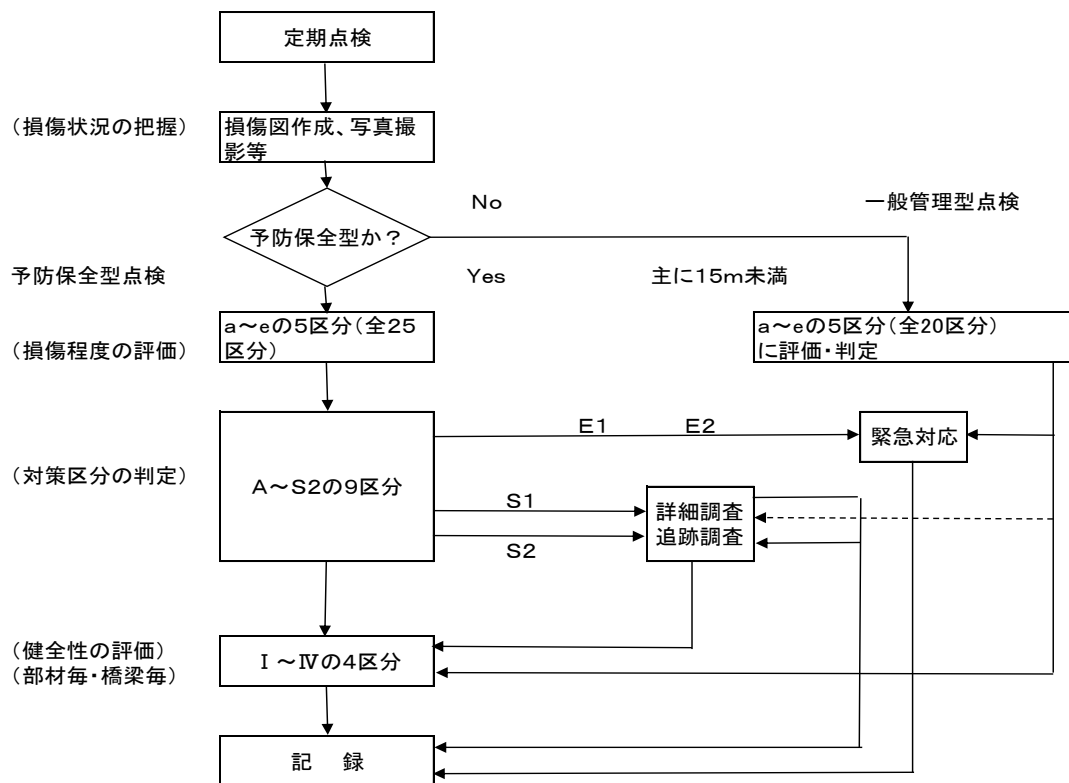 定期点検
(損傷状況の把握)
損傷図作成、写真撮
影等
No
一般管理型点検
予防保全型か?
予防保全型点検
Yes
主に15m未満
(損傷程度の評価)
a~eの5区分(全25
区分)
a~eの5区分(全20区分)
に評価・判定
E1
E2
緊急対応
(対策区分の判定)
A~S2の9区分
S1
詳細調査
追跡調査
S2
(健全性の評価)
(部材毎・橋梁毎)
Ⅰ~Ⅳの4区分
記 録